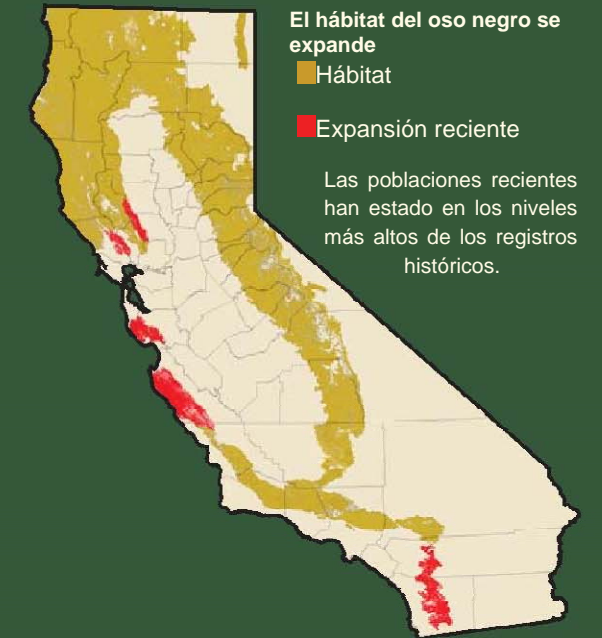 El hábitat del oso negro se
expande
Hábitat
Expansión reciente
Las poblaciones recientes
han estado en los niveles
más altos de los registros
históricos.